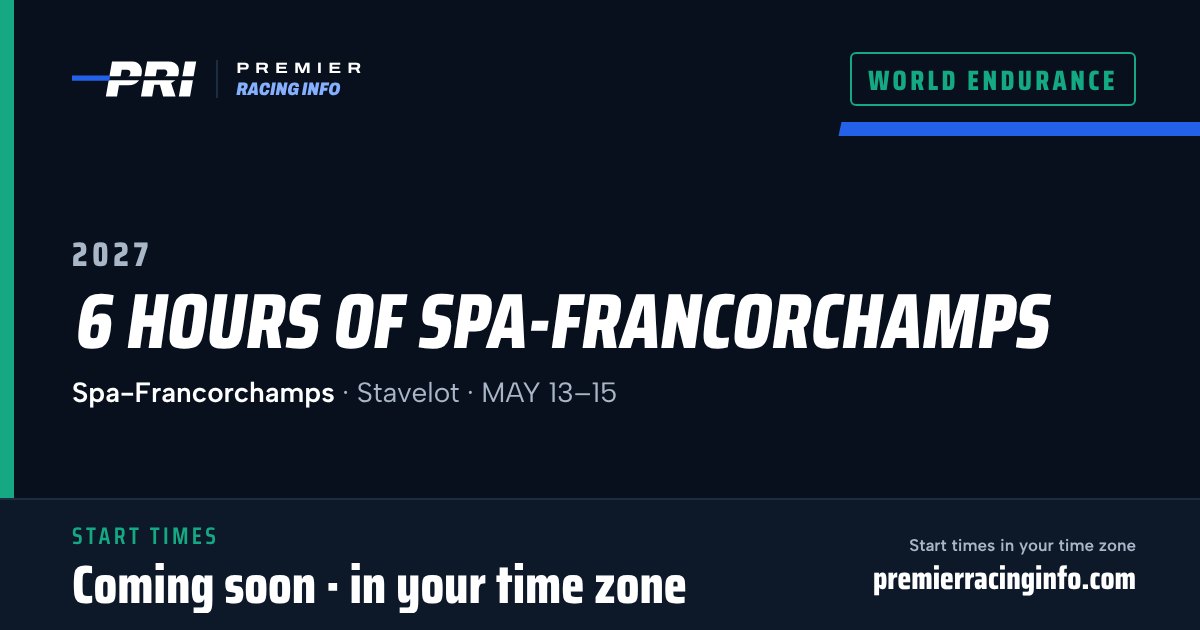 PRI
PREMIER
RACING INFO
WORLD ENDURANCE
2027
6 HOURS OF SPA-FRANCORCHAMPS
Spa-Francorchamps · Stavelot · MAY 13–15
START TIMES
Coming soon · in your time zone
Start times in your time zone
premierracinginfo.com